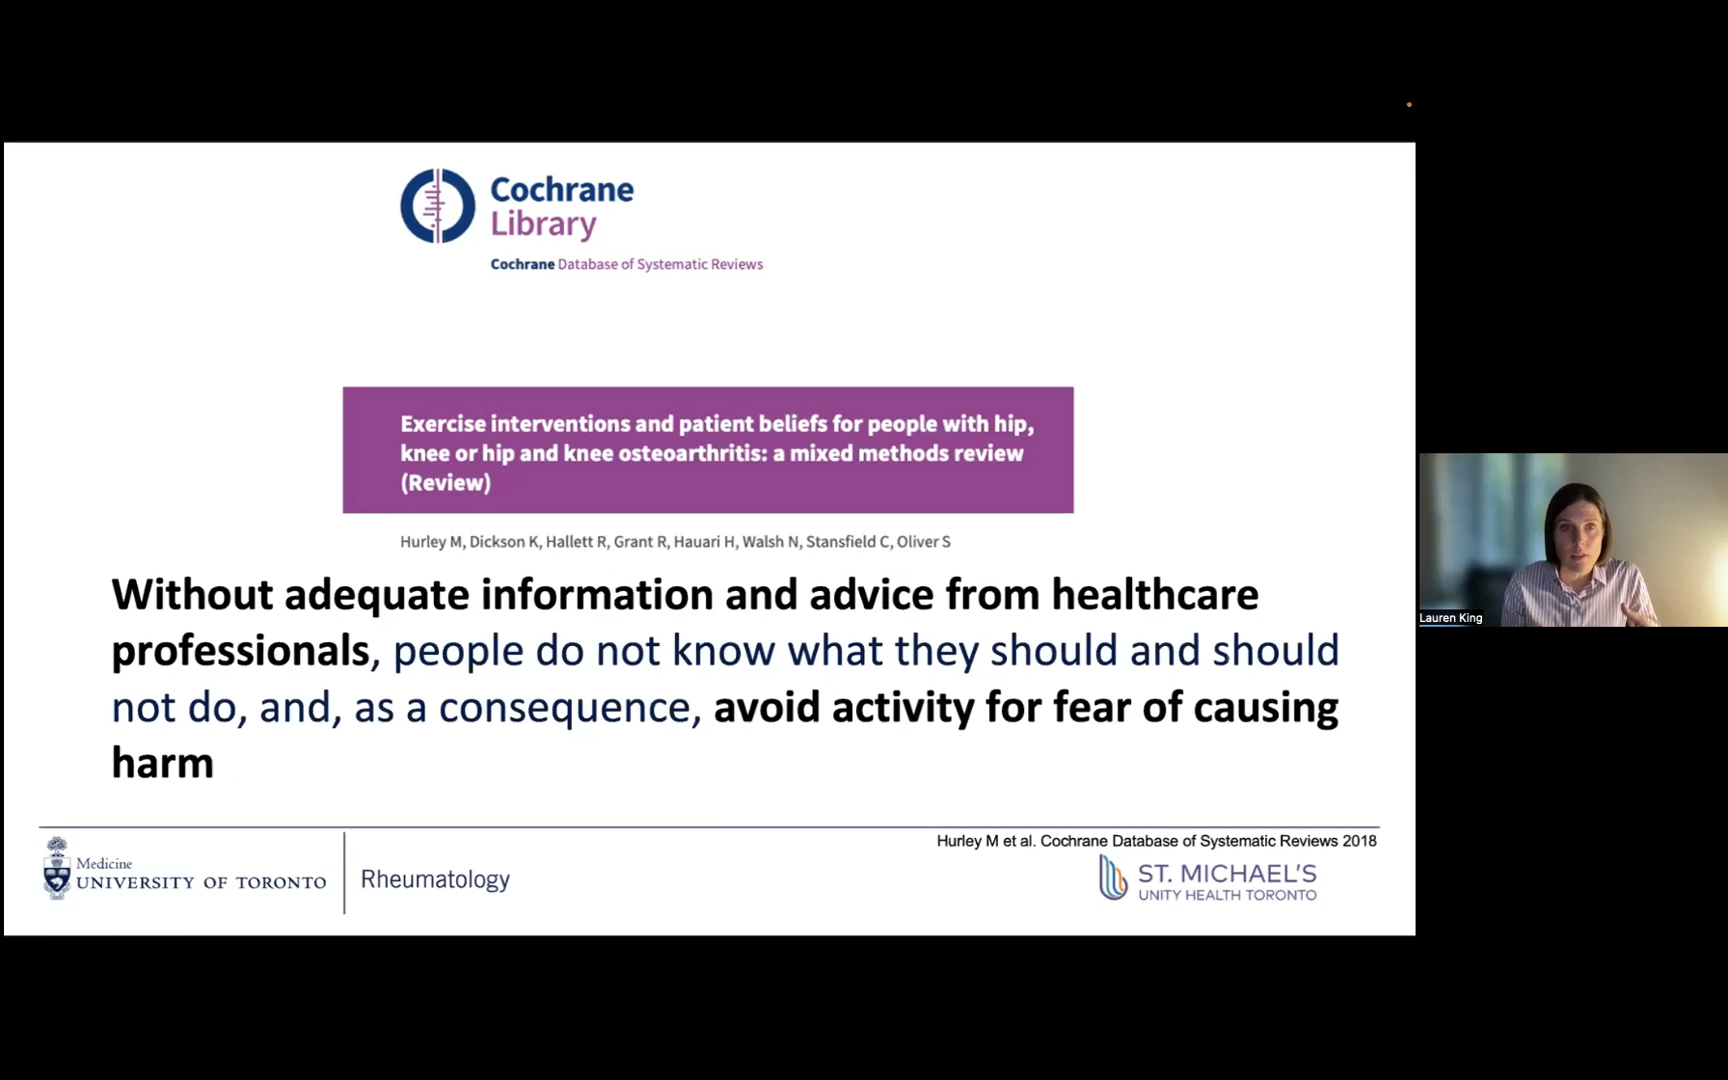 Cochrane
Library
Cochrane Database of Systematic Reviews
Exercise interventions and patient beliefs for people with hip,
knee or hip and knee osteoarthritis: a mixed methods review
(Review)
Hurley M, Dickson K, Hallett R, Grant R, Hauari H, Walsh N, Stansfield C, Oliver S
Without adequate information and advice from healthcare
professionals, people do not know what they should and should
not do, and, as a consequence, avoid activity for fear of causing
harm
Lauren King
Hurley M et al. Cochrane Database of Systematic Reviews 2018
Medicine
UNIVERSITY OF TORONTO
Rheumatology
ST. MICHAEL'S
UNITY HEALTH TORONTO